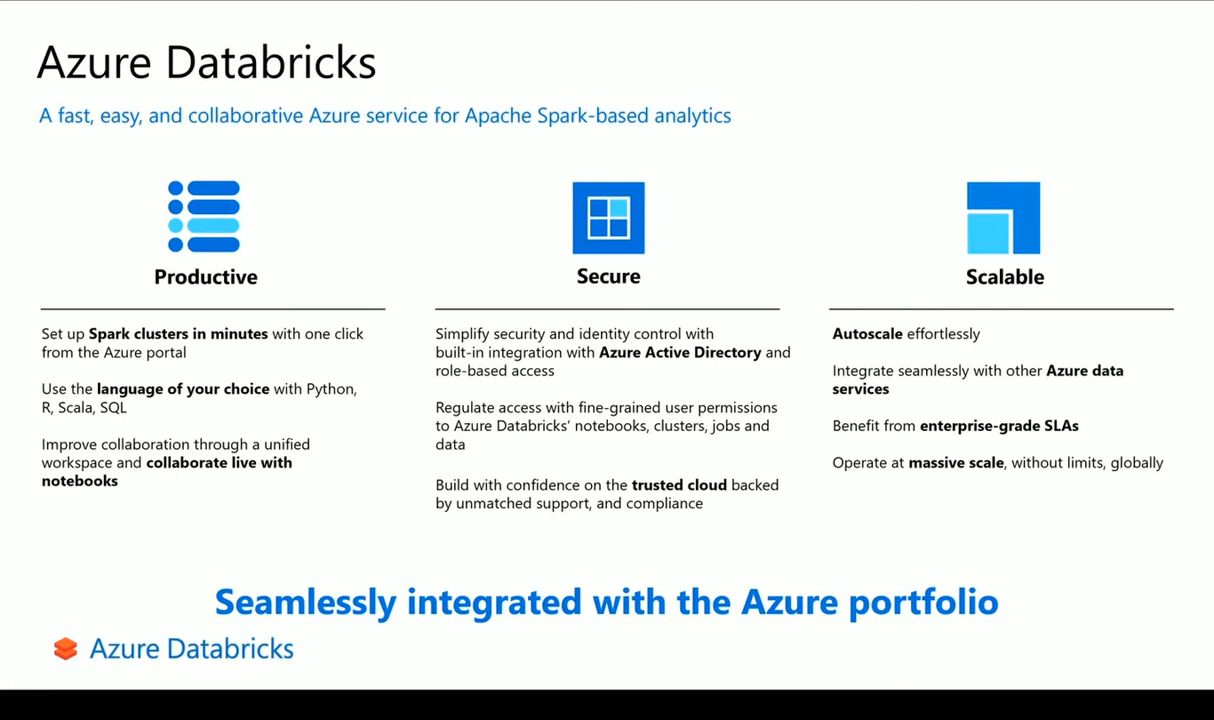 Azure Databricks
A fast, easy, and collaborative Azure service for Apache Spark-based analytics
Productive
Set up Spark clusters in minutes with one click
from the Azure portal
Use the language of your choice with Python,
R, Scala, SQL
Improve collaboration through a unified
workspace and collaborate live with
notebooks
Secure
Simplify security and identity control with
built-in integration with Azure Active Directory and
role-based access
Regulate access with fine-grained user permissions
to Azure Databricks’ notebooks, clusters, jobs and
data
Build with confidence on the trusted cloud backed
by unmatched support, and compliance
Scalable
Autoscale effortlessly
Integrate seamlessly with other Azure data
services
Benefit from enterprise-grade SLAs
Operate at massive scale, without limits, globally
Seamlessly integrated with the Azure portfolio
Azure Databricks